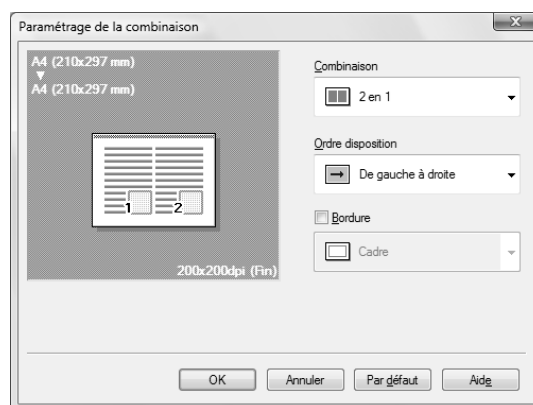 Paramétrage de la combinaison
A4 (210x297 mm)
A4 (210x297 mm)
1 2
200x200dpi (Fin)
Combinaison
2 en 1
Ordre disposition
De gauche à droite
Bordure
Cadre
OK Annuler Par défaut Aide